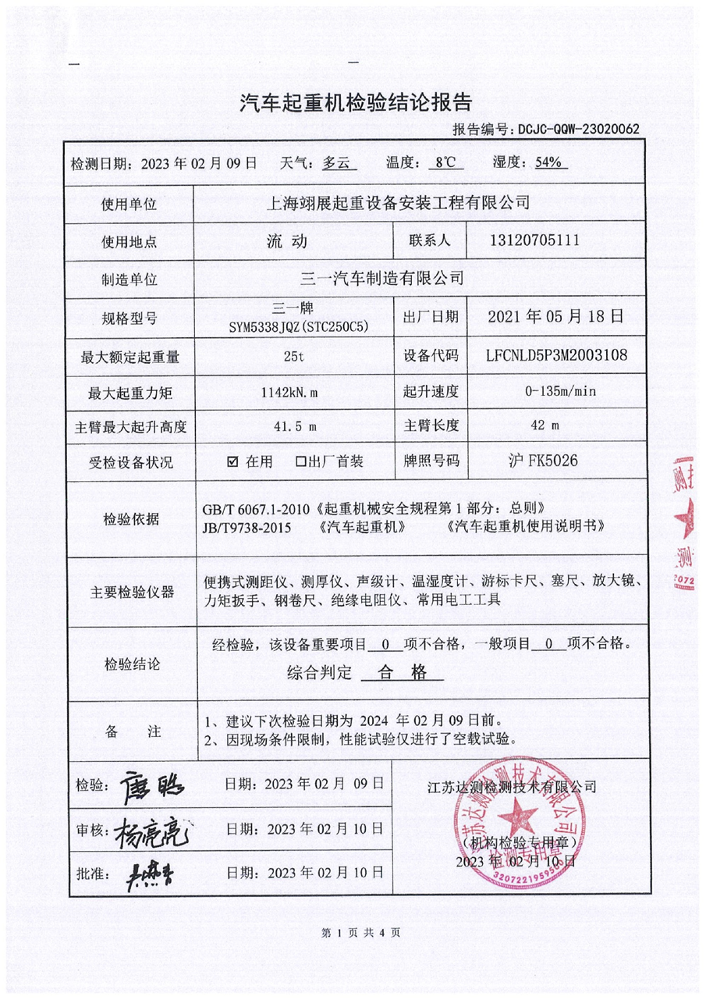 汽车起重机检验结论报告
报告编号：DCJC-QQW-23020062
检测日期：2023 年 02 月 09 日 天气：多云 温度： 8℃ 湿度：54%
使用单位 上海翊展起重设备安装工程有限公司
使用地点 流 动 联系人 13120705111
制造单位 三一汽车制造有限公司
规格型号 三一牌 出厂日期 2021 年 05 月 18 日
SYM5338JQZ(STC250C5)
最大额定起重量 25t 设备代码 LFCNLD5P3M2003108
最大起重力矩 1142kN.m 起升速度 0-135m/min
主臂最大起升高度 41.5 m 主臂长度 42 m
受检设备状况 ☑ 在用 □出厂首装 牌照号码 沪 FK5026
检验依据
GB/T 6067.1-2010《起重机械安全规程第 1 部分：总则》
JB/T9738-2015 《汽车起重机》 《汽车起重机使用说明书》
主要检验仪器
便携式测距仪、测厚仪、声级计、温湿度计、游标卡尺、塞尺、放大镜、
力矩扳手、钢卷尺、绝缘电阻仪、常用电工工具
检验结论
经检验，该设备重要项目 0 项不合格，一般项目 0 项不合格。
综合判定 合 格
备 注
1、建议下次检验日期为 2024 年 02 月 09 日前。
2、因现场条件限制，性能试验仅进行了空载试验。
检验： 唐皓 日期：2023 年 02 月 09 日
审核：杨亮亮 日期：2023 年 02 月 10 日
批准： 日期：2023 年 02 月 10 日
江苏达测检测技术有限公司
（机构检验专用章）
2023 年 02 月 10 日
江苏达测检测技术有限公司
检测专用章
3207221959500
测
072
第 1 页 共 4 页